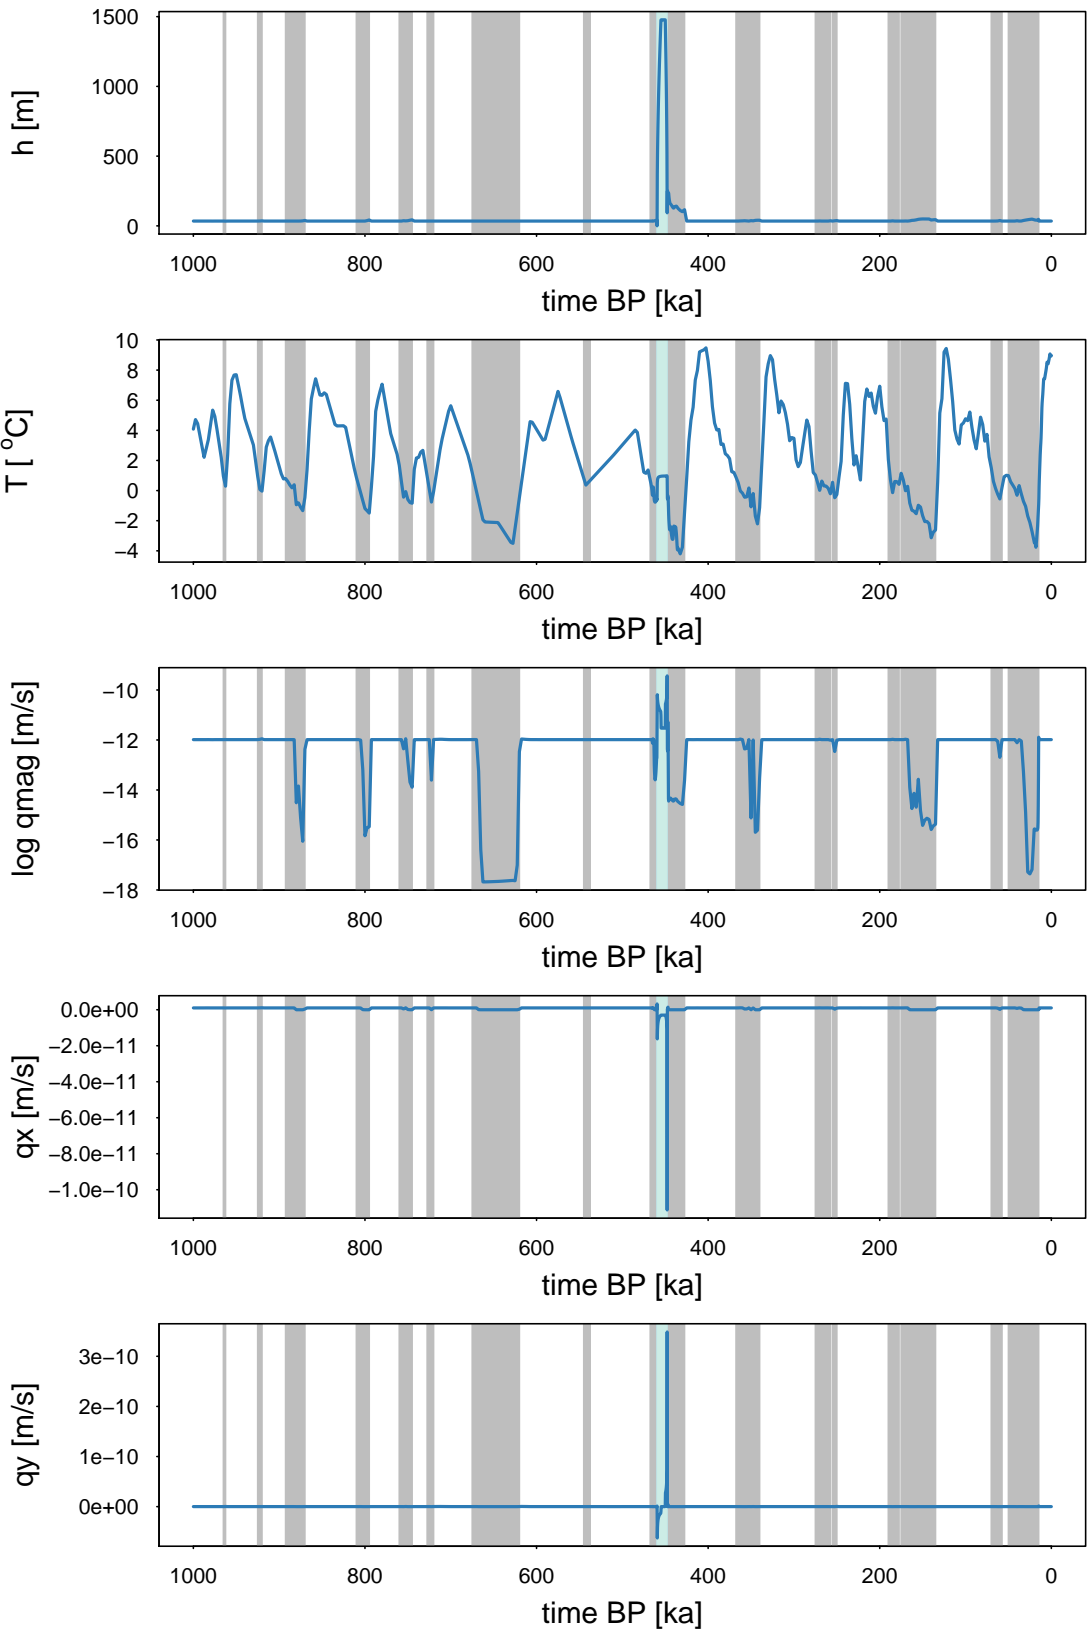 h [m]
1500
1000
500
0
1000 800 600 400 200 0
time BP [ka]
T [ °C]
10
8
6
4
2
0
−2
−4
1000 800 600 400 200 0
time BP [ka]
log qmag [m/s]
−10
−12
−14
−16
−18
1000 800 600 400 200 0
time BP [ka]
qx [m/s]
0.0e+00
−2.0e−11
−4.0e−11
−6.0e−11
−8.0e−11
−1.0e−10
1000 800 600 400 200 0
time BP [ka]
qy [m/s]
3e−10
2e−10
1e−10
0e+00
1000 800 600 400 200 0
time BP [ka]